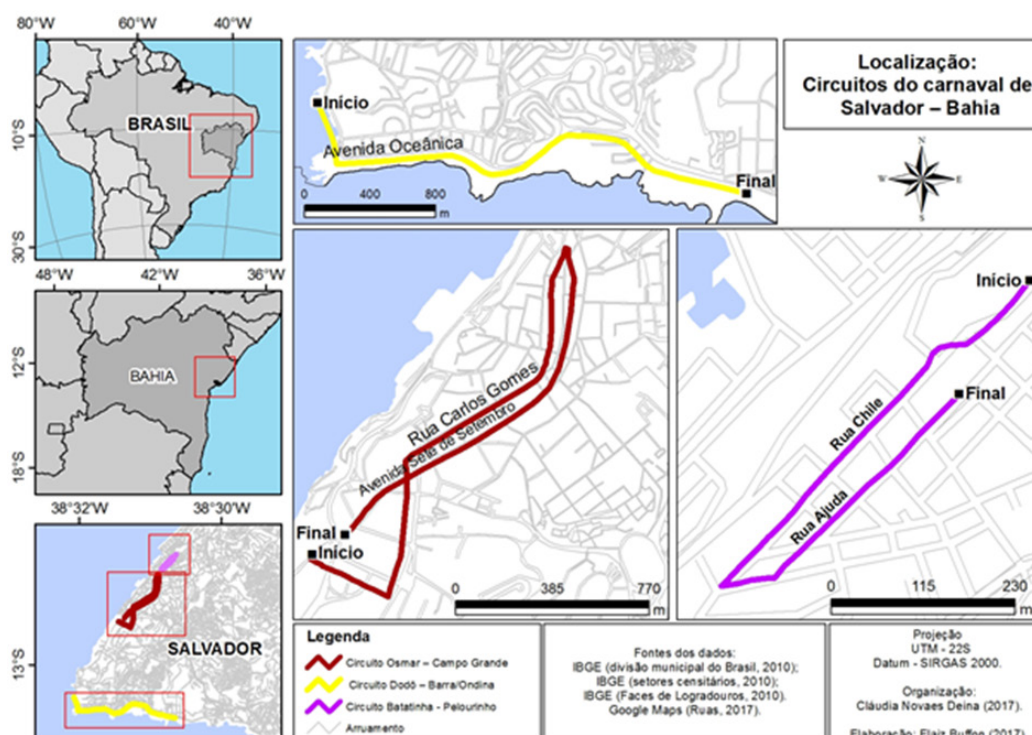 80°W 60°W 40°W
10°S
30°S
BRASIL
48°W 42°W 36°W
12°S
18°S
BAHIA
38°32'W 38°30'W
13°S
SALVADOR
Início
Avenida Oceânica
Final
0 400 800
m
Localização:
Circuitos do carnaval de
Salvador – Bahia
N
W E
S
Rua Carlos Gomes
Avenida Sete de Setembro
Final
Início
0 385 770
m
Início
Final
Rua Chile
Rua Ajuda
0 115 230
m
Legenda
Circuito Osmar – Campo Grande
Circuito Dodô – Barra/Ondina
Circuito Batatinha - Pelourinho
Arruamento
Fontes dos dados:
IBGE (divisão municipal do Brasil, 2010);
IBGE (setores censitários, 2010);
IBGE (Faces de Logradouros, 2010).
Google Maps (Ruas, 2017).
Projeção
UTM - 22S
Datum - SIRGAS 2000.
Organização:
Cláudia Novaes Deina (2017).
Elaboração: Flaiz Buffon (2017)